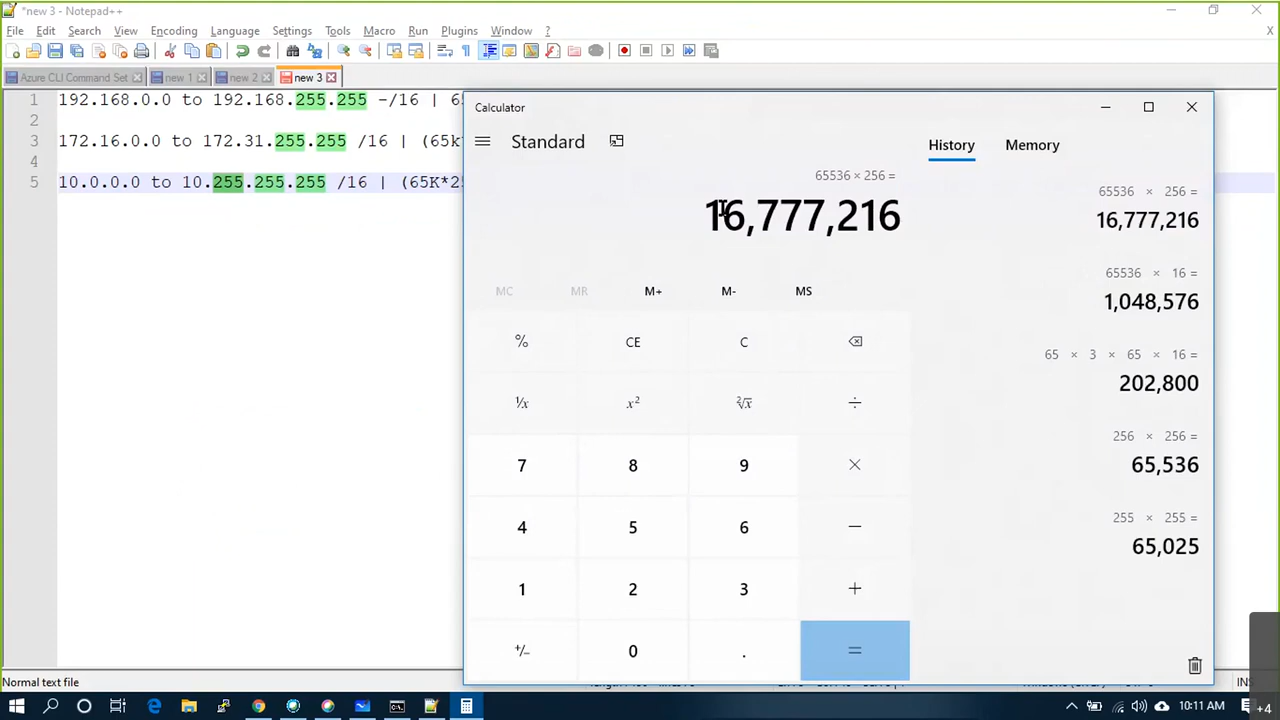 *new 3 - Notepad++
File Edit Search View Encoding Language Settings Tools Macro Run Plugins Window ?
X
Azure CLI Command Set new 1 new 2 new 3
1 192.168.0.0 to 192.168.255.255 -/16 | 6
2
3 172.16.0.0 to 172.31.255.255 /16 | (65k
4
5 10.0.0.0 to 10.255.255.255 /16 | (65K*25
Calculator
Standard
History Memory
65536 × 256 =
16,777,216
MC MR M+ M- MS
% CE C
¹/x x² ²√x ÷
7 8 9 ×
4 5 6 −
1 2 3 +
+/− 0 . =
65536 × 256 =
16,777,216
65536 × 16 =
1,048,576
65 × 3 × 65 × 16 =
202,800
256 × 256 =
65,536
255 × 255 =
65,025
Normal text file
INS
10:11 AM
+4